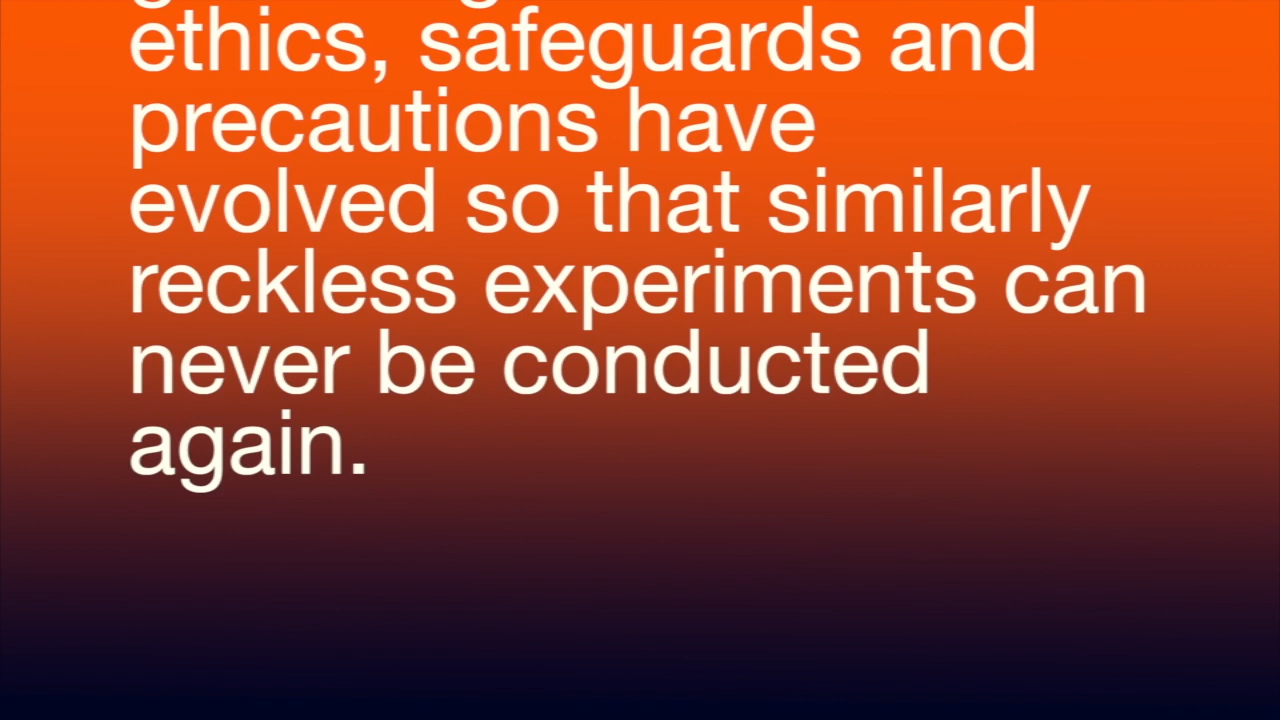 ethics, safeguards and
precautions have
evolved so that similarly
reckless experiments can
never be conducted
again.